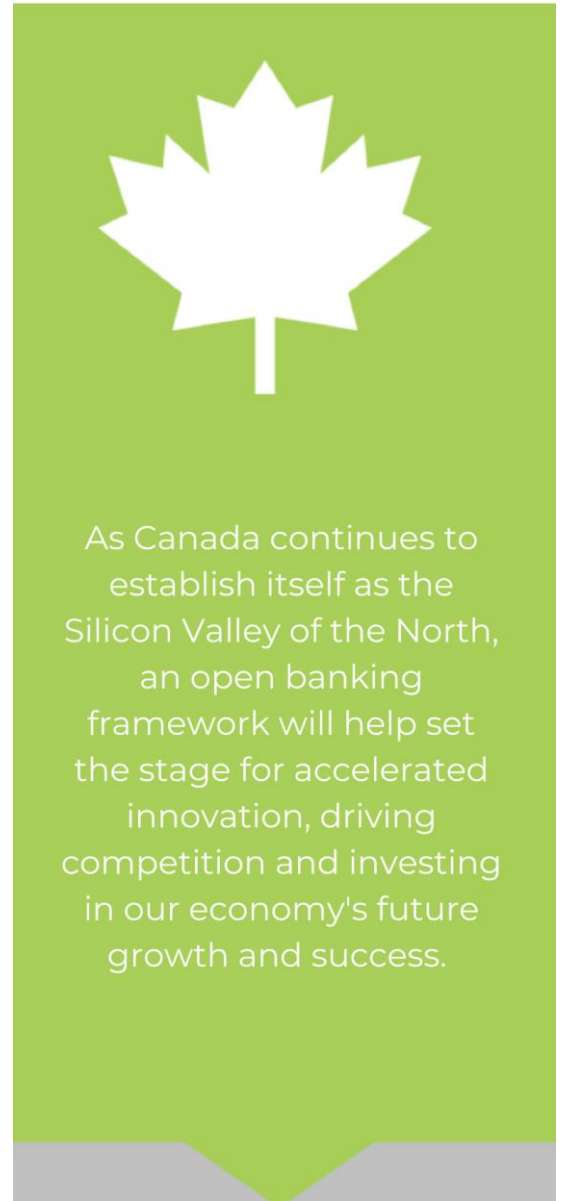 As Canada continues to
establish itself as the
Silicon Valley of the North,
an open banking
framework will help set
the stage for accelerated
innovation, driving
competition and investing
in our economy's future
growth and success.